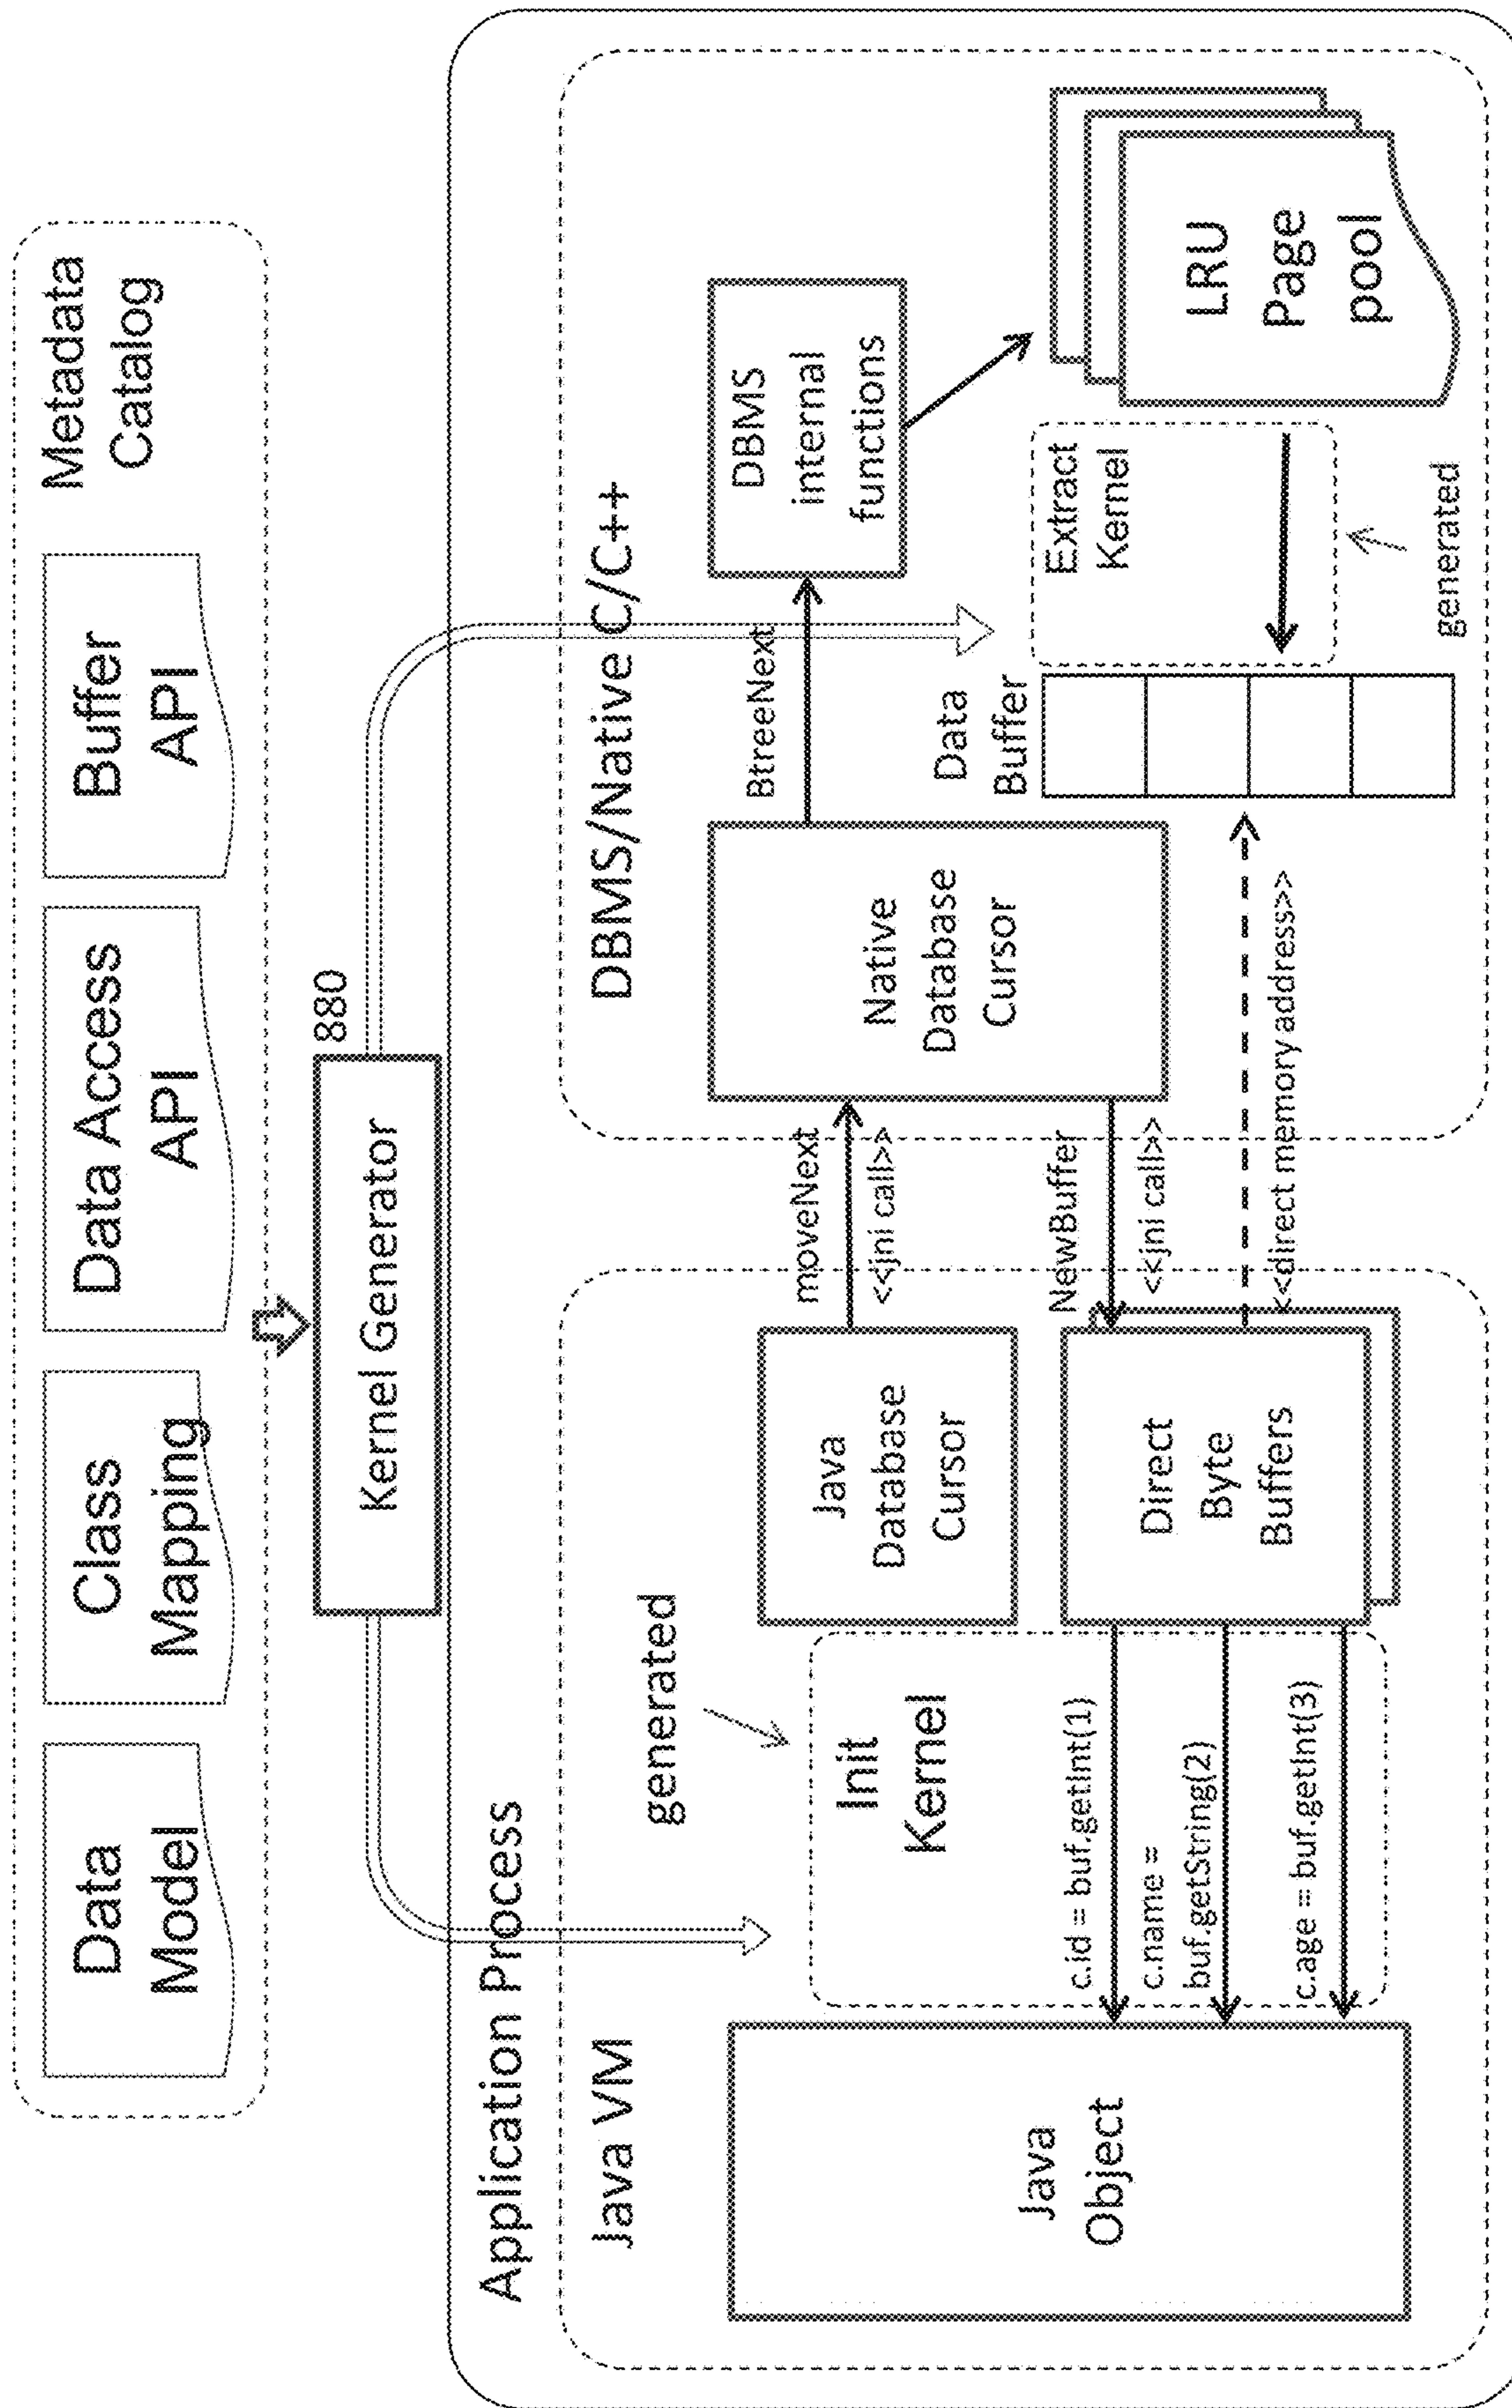 Data
Model
Class
Mapping
Data Access
API
Buffer
API
Metadata
Catalog
Kernel Generator
880
Application Process
Java VM
generated
Init
Kernel
Java
Object
c.id = buf.getInt(1)
c.name =
buf.getString(2)
c.age = buf.getInt(3)
Java
Database
Cursor
Direct
Byte
Buffers
moveNext
<<jni call>>
NewBuffer
<<jni call>>
<<direct memory address>>
DBMS/Native C/C++
Native
Database
Cursor
BtreeNext
DBMS
internal
functions
Data
Buffer
Extract
Kernel
generated
LRU
Page
pool